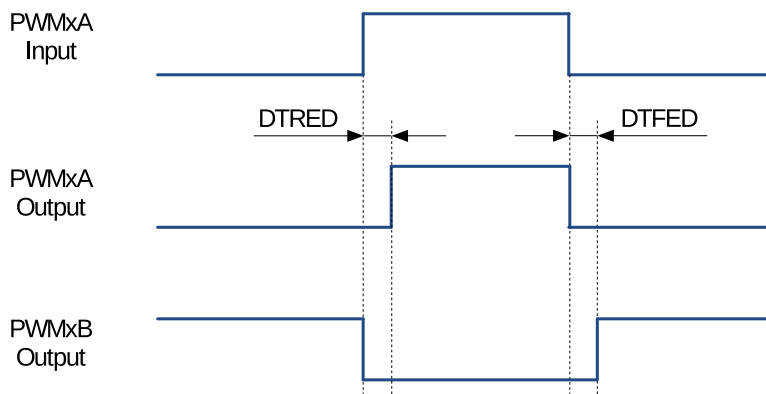 PWMxA
Input
DTRED
DTFED
PWMxA
Output
PWMxB
Output